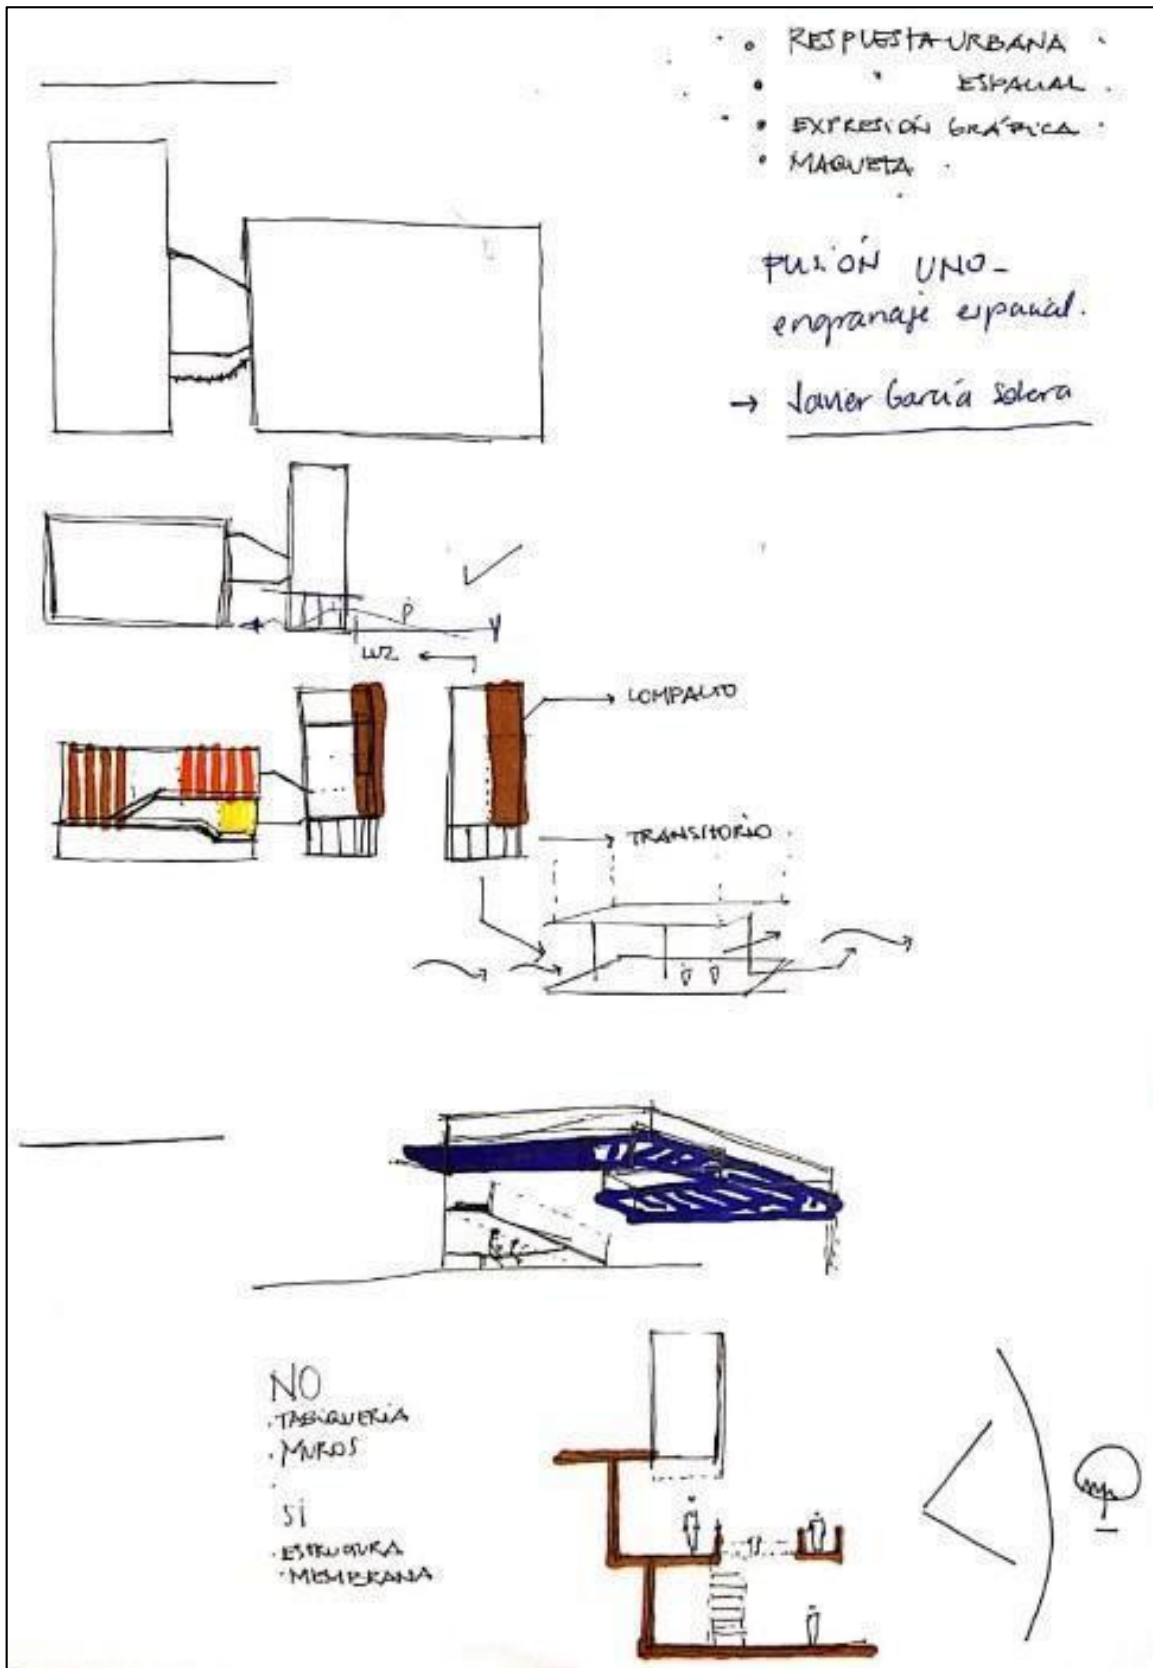 • RESPUESTA URBANA
• " ESPACIAL
• EXPRESIÓN GRÁFICA
• MAQUETA
FUSIÓN UNO_
engranaje espacial.
→ Javier García Solera
P
LUZ
COMPACTO
TRANSITORIO
NO
. TABIQUERÍA
. MUROS
.
SÍ
. ESTRUCTURA
. MEMBRANA